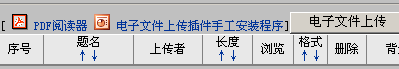 [ PDF阅读器 电子文件上传插件手工安装程序] 电子文件上传
序号 题名 上传者 长度 浏览 格式 删除
↑ ↓ ↑ ↓ ↑ ↓